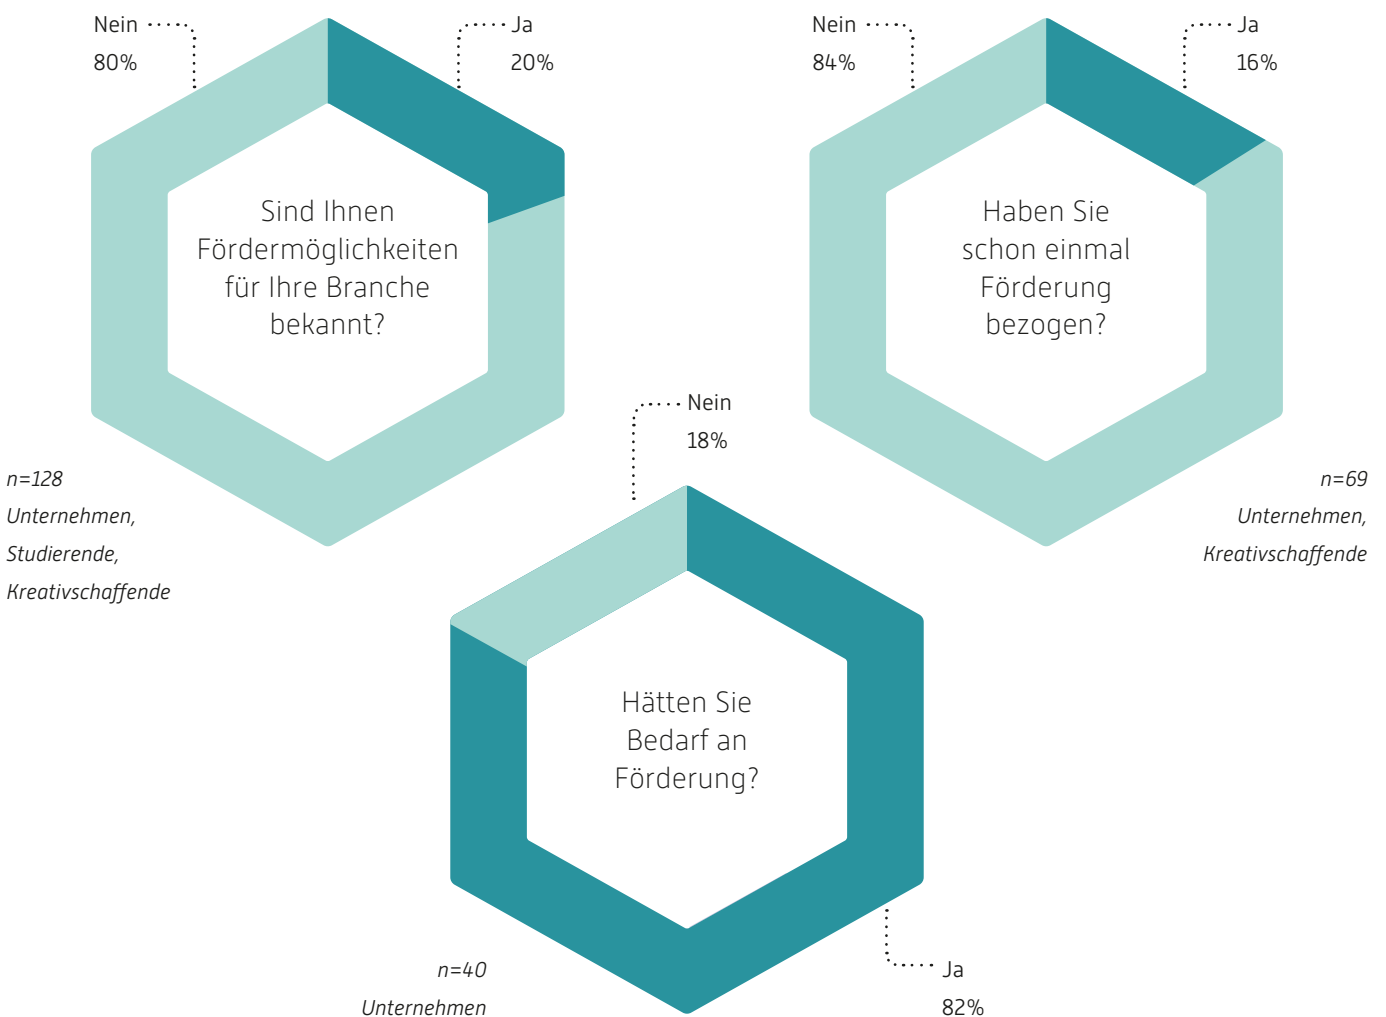 Nein
80%
Ja
20%
Sind Ihnen
Fördermöglichkeiten
für Ihre Branche
bekannt?
n=128
Unternehmen,
Studierende,
Kreativschaffende
Nein
84%
Ja
16%
Haben Sie
schon einmal
Förderung
bezogen?
n=69
Unternehmen,
Kreativschaffende
Nein
18%
Hätten Sie
Bedarf an
Förderung?
n=40
Unternehmen
Ja
82%